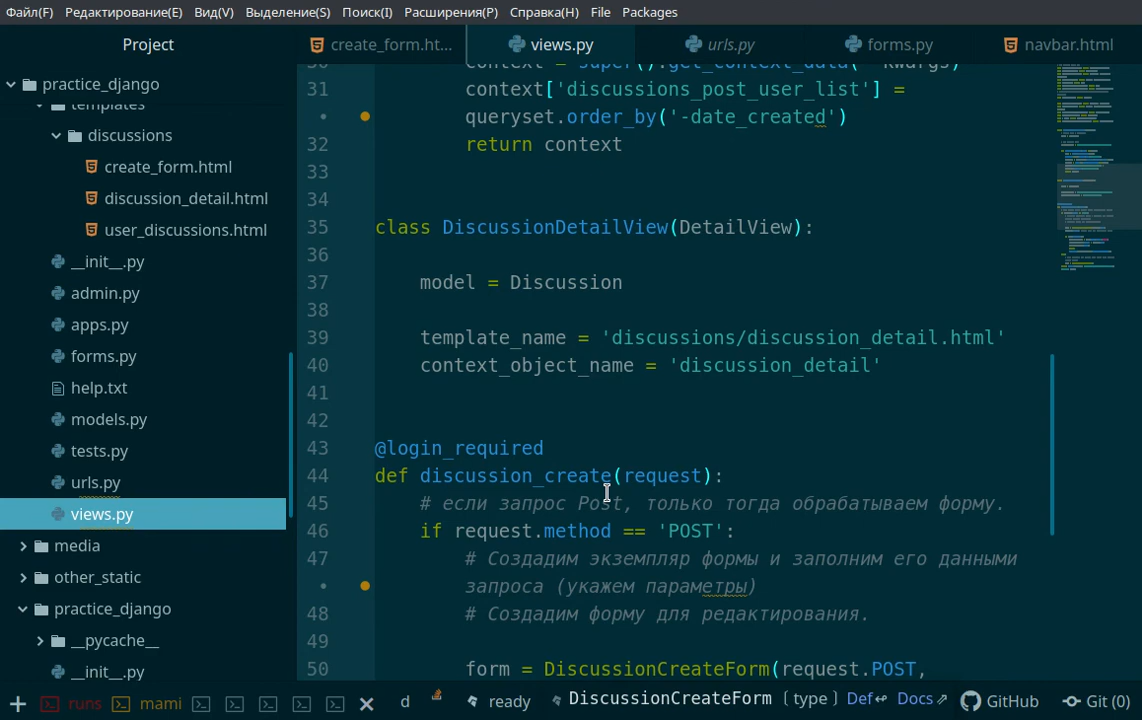 Файл(F) Редактирование(E) Вид(V) Выделение(S) Поиск(I) Расширения(P) Справка(H) File Packages
Project
create_form.ht... views.py urls.py forms.py navbar.html
practice_django
templates
discussions
create_form.html
discussion_detail.html
user_discussions.html
__init__.py
admin.py
apps.py
forms.py
help.txt
models.py
tests.py
urls.py
views.py
media
other_static
practice_django
__pycache__
__init__.py
30 context = super().get_context_data(**kwargs)
31 context['discussions_post_user_list'] =
• queryset.order_by('-date_created')
32 return context
33
34
35 class DiscussionDetailView(DetailView):
36
37 model = Discussion
38
39 template_name = 'discussions/discussion_detail.html'
40 context_object_name = 'discussion_detail'
41
42
43 @login_required
44 def discussion_create(request):
45 # если запрос Post, только тогда обрабатываем форму.
46 if request.method == 'POST':
47 # Создадим экземпляр формы и заполним его данными
• запроса (укажем параметры)
48 # Создадим форму для редактирования.
49
50 form = DiscussionCreateForm(request.POST,
+ runs mami d ready DiscussionCreateForm (type) Def↩ Docs↗ GitHub Git (0)